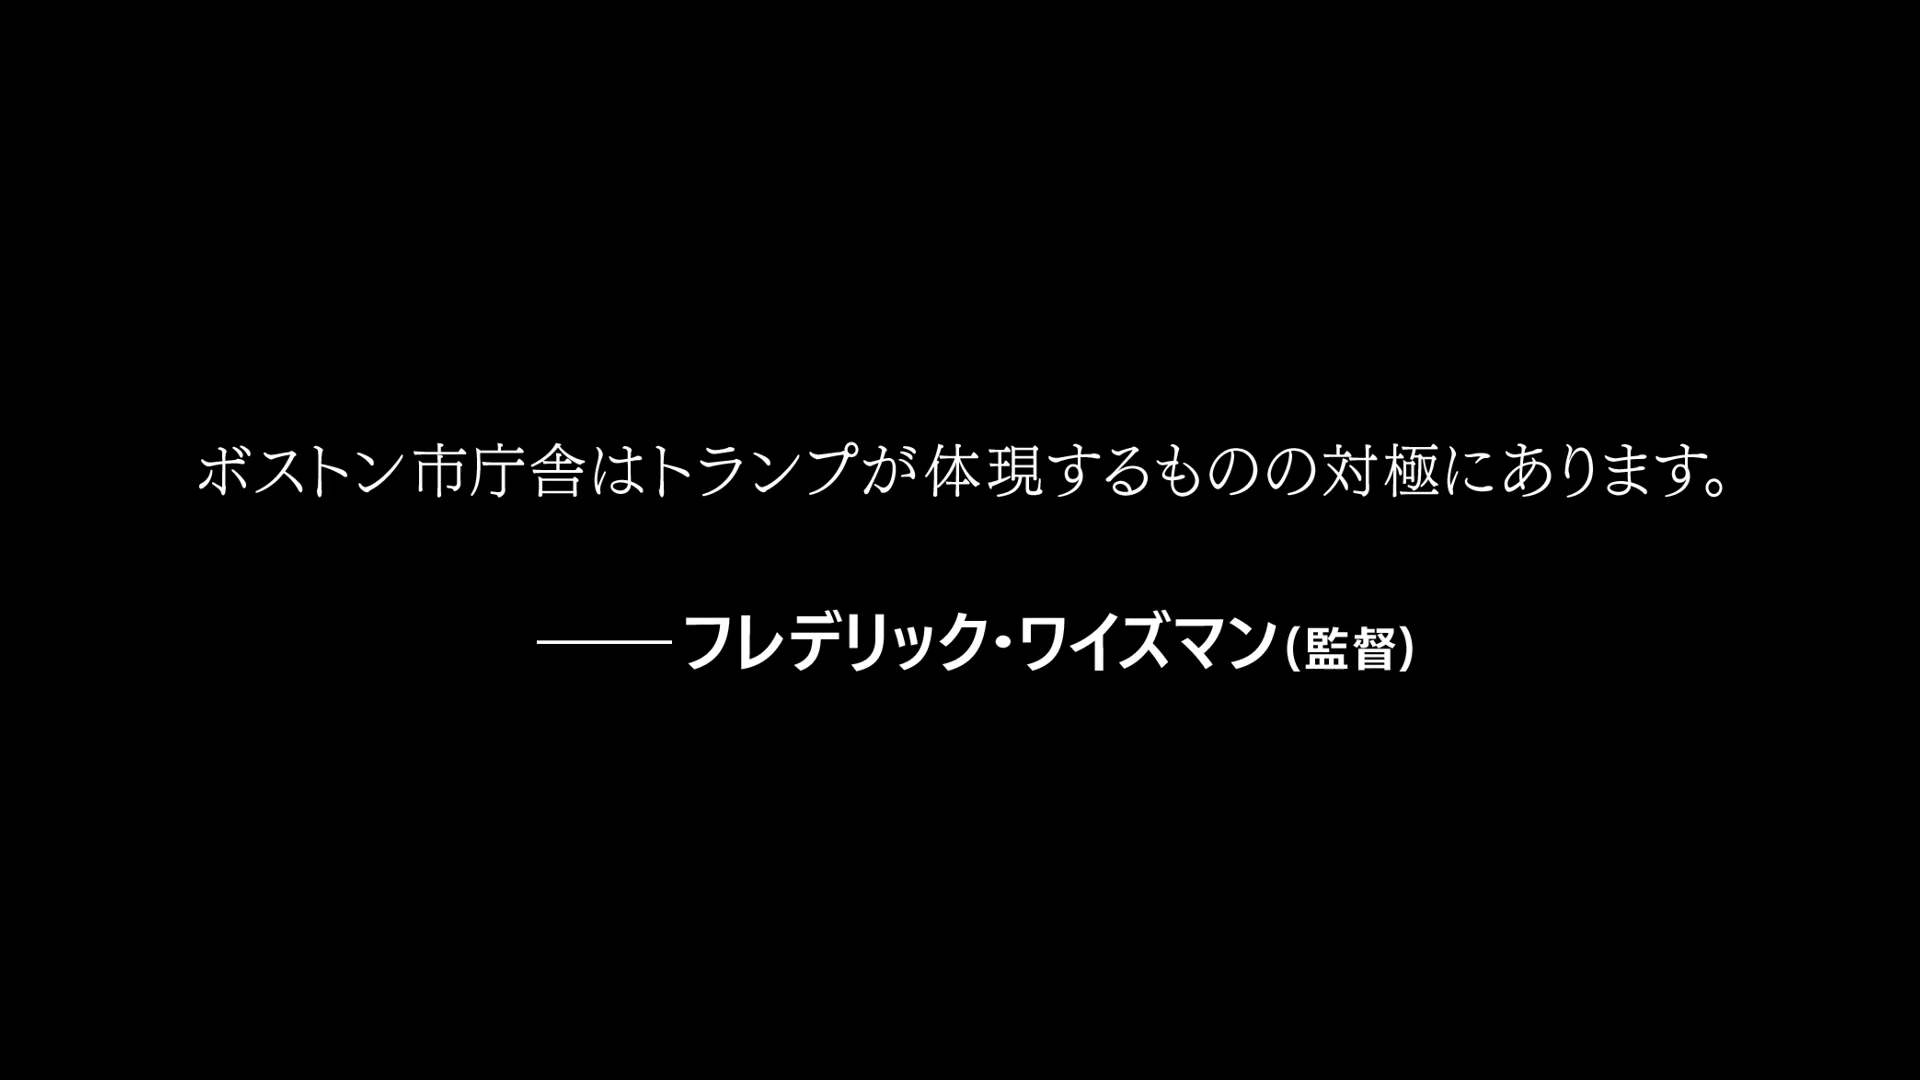 ボストン市庁舎はトランプが体現するものの対極にあります。
——フレデリック・ワイズマン(監督)